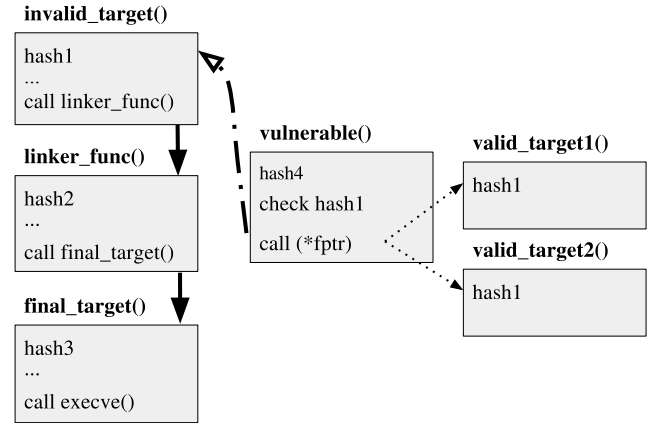 invalid_target()
hash1
...
call linker_func()
linker_func()
hash2
...
call final_target()
final_target()
hash3
...
call execve()
vulnerable()
hash4
check hash1
call (*fptr)
valid_target1()
hash1
valid_target2()
hash1